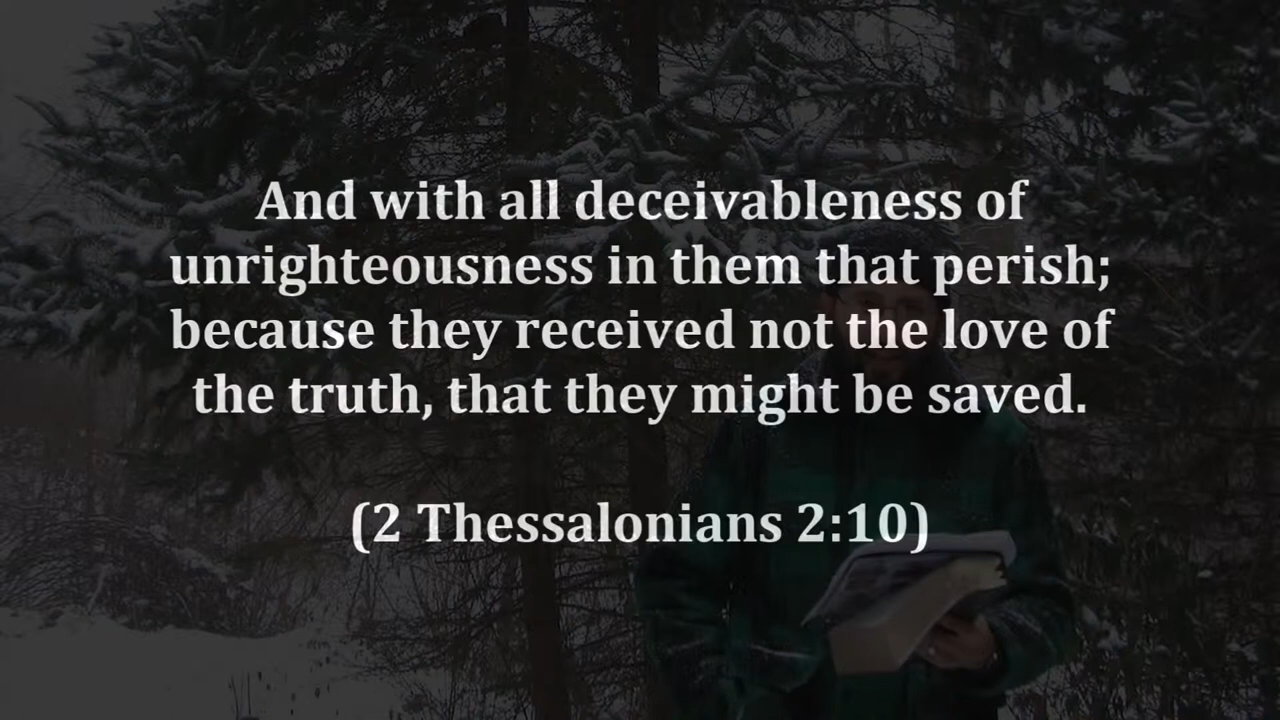 And with all deceivableness of
unrighteousness in them that perish;
because they received not the love of
the truth, that they might be saved.
(2 Thessalonians 2:10)